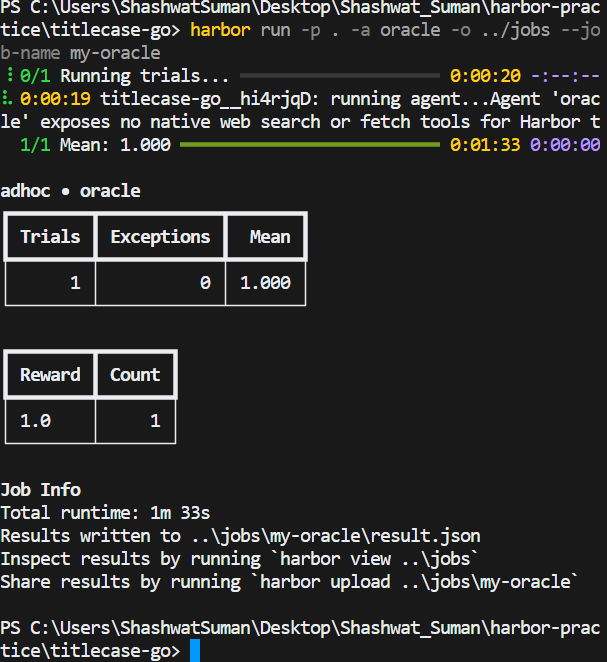 PS C:\Users\ShashwatSuman\Desktop\Shashwat_Suman\harbor-prac
tice\titlecase-go> harbor run -p . -a oracle -o ../jobs --jo
b-name my-oracle
0/1 Running trials... 0:00:20 -:--:--
0:00:19 titlecase-go__hi4rjqD: running agent...Agent 'orac
le' exposes no native web search or fetch tools for Harbor t
1/1 Mean: 1.000 0:01:33 0:00:00
adhoc • oracle
Trials Exceptions Mean
1 0 1.000
Reward Count
1.0 1
Job Info
Total runtime: 1m 33s
Results written to ..\jobs\my-oracle\result.json
Inspect results by running `harbor view ..\jobs`
Share results by running `harbor upload ..\jobs\my-oracle`
PS C:\Users\ShashwatSuman\Desktop\Shashwat_Suman\harbor-prac
tice\titlecase-go>